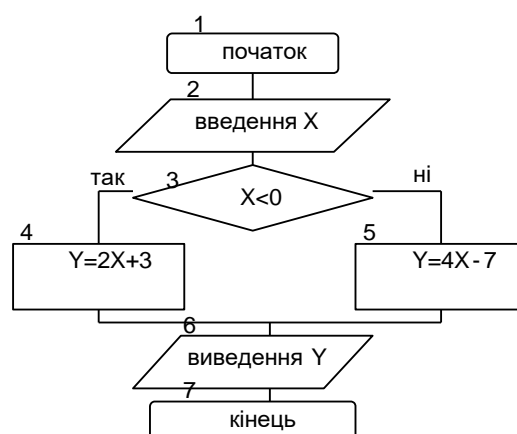 1
початок
2
введення X
3
X<0
так
ні
4
Y=2X+3
5
Y=4X-7
6
виведення Y
7
кінець